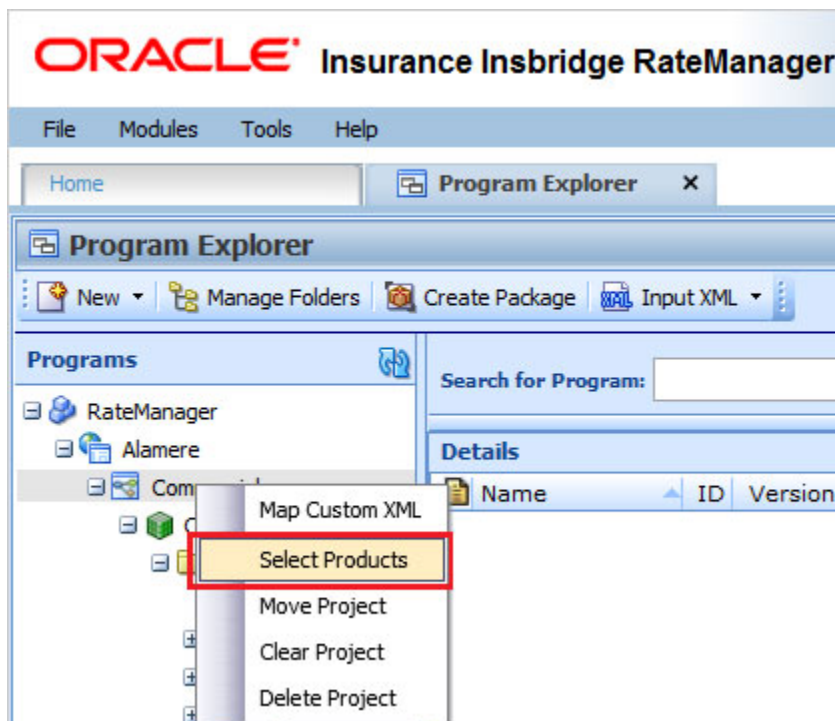 ORACLE Insurance Insbridge RateManager
File Modules Tools Help
Home Program Explorer ×
Program Explorer
New Manage Folders Create Package XML Input XML
Programs
Search for Program:
RateManager
Alamere
Details
Name ID Version
Map Custom XML
Select Products
Move Project
Clear Project
Delete Project